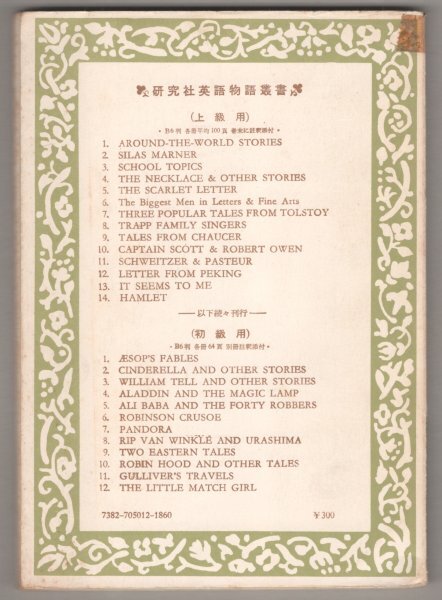 研究社英語物語叢書
(上級用)
・B6判 各冊平均100頁 巻末に註釈添付・
1. AROUND-THE-WORLD STORIES
2. SILAS MARNER
3. SCHOOL TOPICS
4. THE NECKLACE & OTHER STORIES
5. THE SCARLET LETTER
6. The Biggest Men in Letters & Fine Arts
7. THREE POPULAR TALES FROM TOLSTOY
8. TRAPP FAMILY SINGERS
9. TALES FROM CHAUCER
10. CAPTAIN SCOTT & ROBERT OWEN
11. SCHWEITZER & PASTEUR
12. LETTER FROM PEKING
13. IT SEEMS TO ME
14. HAMLET
——以下続々刊行——
(初級用)
・B6判 各冊64頁 別冊註釈添付・
1. ÆSOP'S FABLES
2. CINDERELLA AND OTHER STORIES
3. WILLIAM TELL AND OTHER STORIES
4. ALADDIN AND THE MAGIC LAMP
5. ALI BABA AND THE FORTY ROBBERS
6. ROBINSON CRUSOE
7. PANDORA
8. RIP VAN WINKLE AND URASHIMA
9. TWO EASTERN TALES
10. ROBIN HOOD AND OTHER TALES
11. GULLIVER'S TRAVELS
12. THE LITTLE MATCH GIRL
7382-705012-1860 ¥300